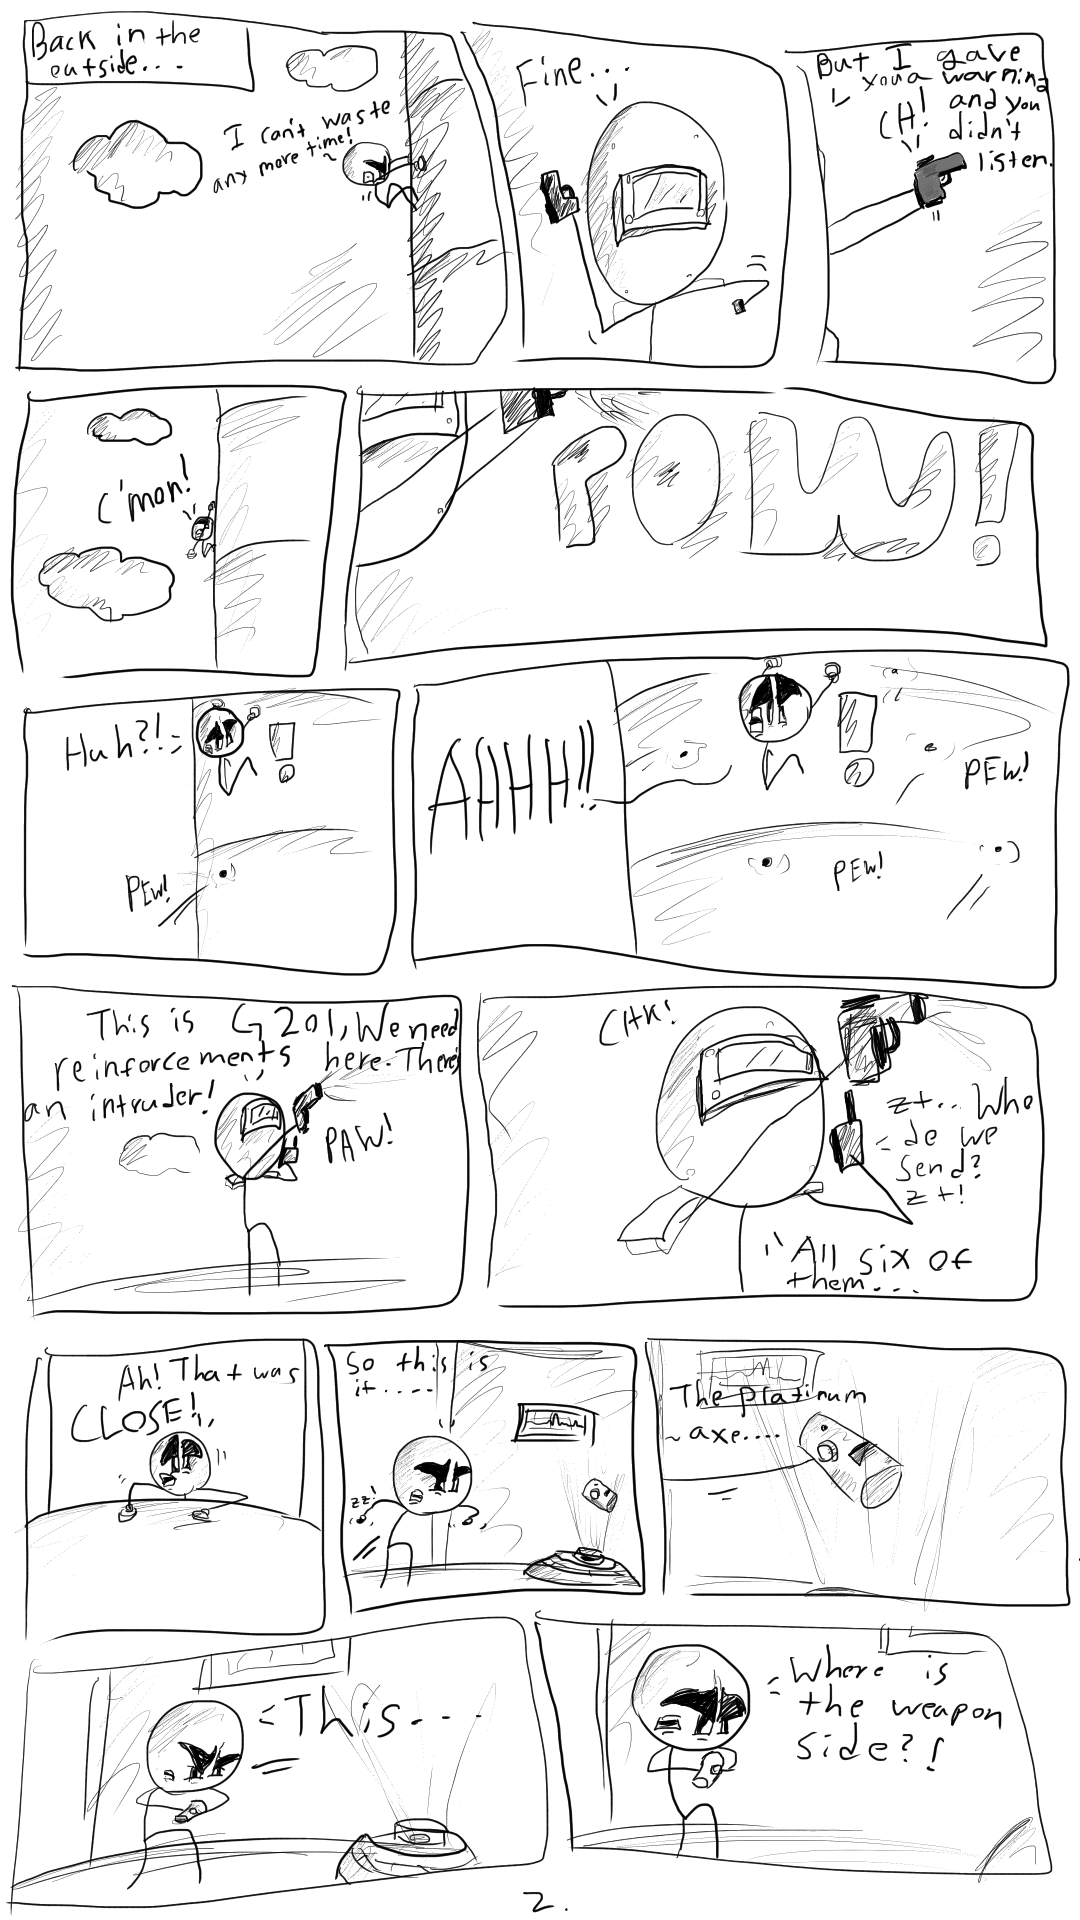 Back in the
outside....
I can't waste
any more time!
Fine...
But I gave
you a warning
and you
didn't
listen.
CH!
C'mon!
POW!
Huh?!
!
PEW!
AHHH!!
!
PEW!
PEW!
This is G201, We need
reinforcements here. There's
an intruder!
PAW!
CHK!
zt... Who
do we
send?
zt!
All six of
them....
Ah! That was
CLOSE!
So this is
it.....
zz!
The platinum
axe....
This....
Where is
the weapon
side?!
2.